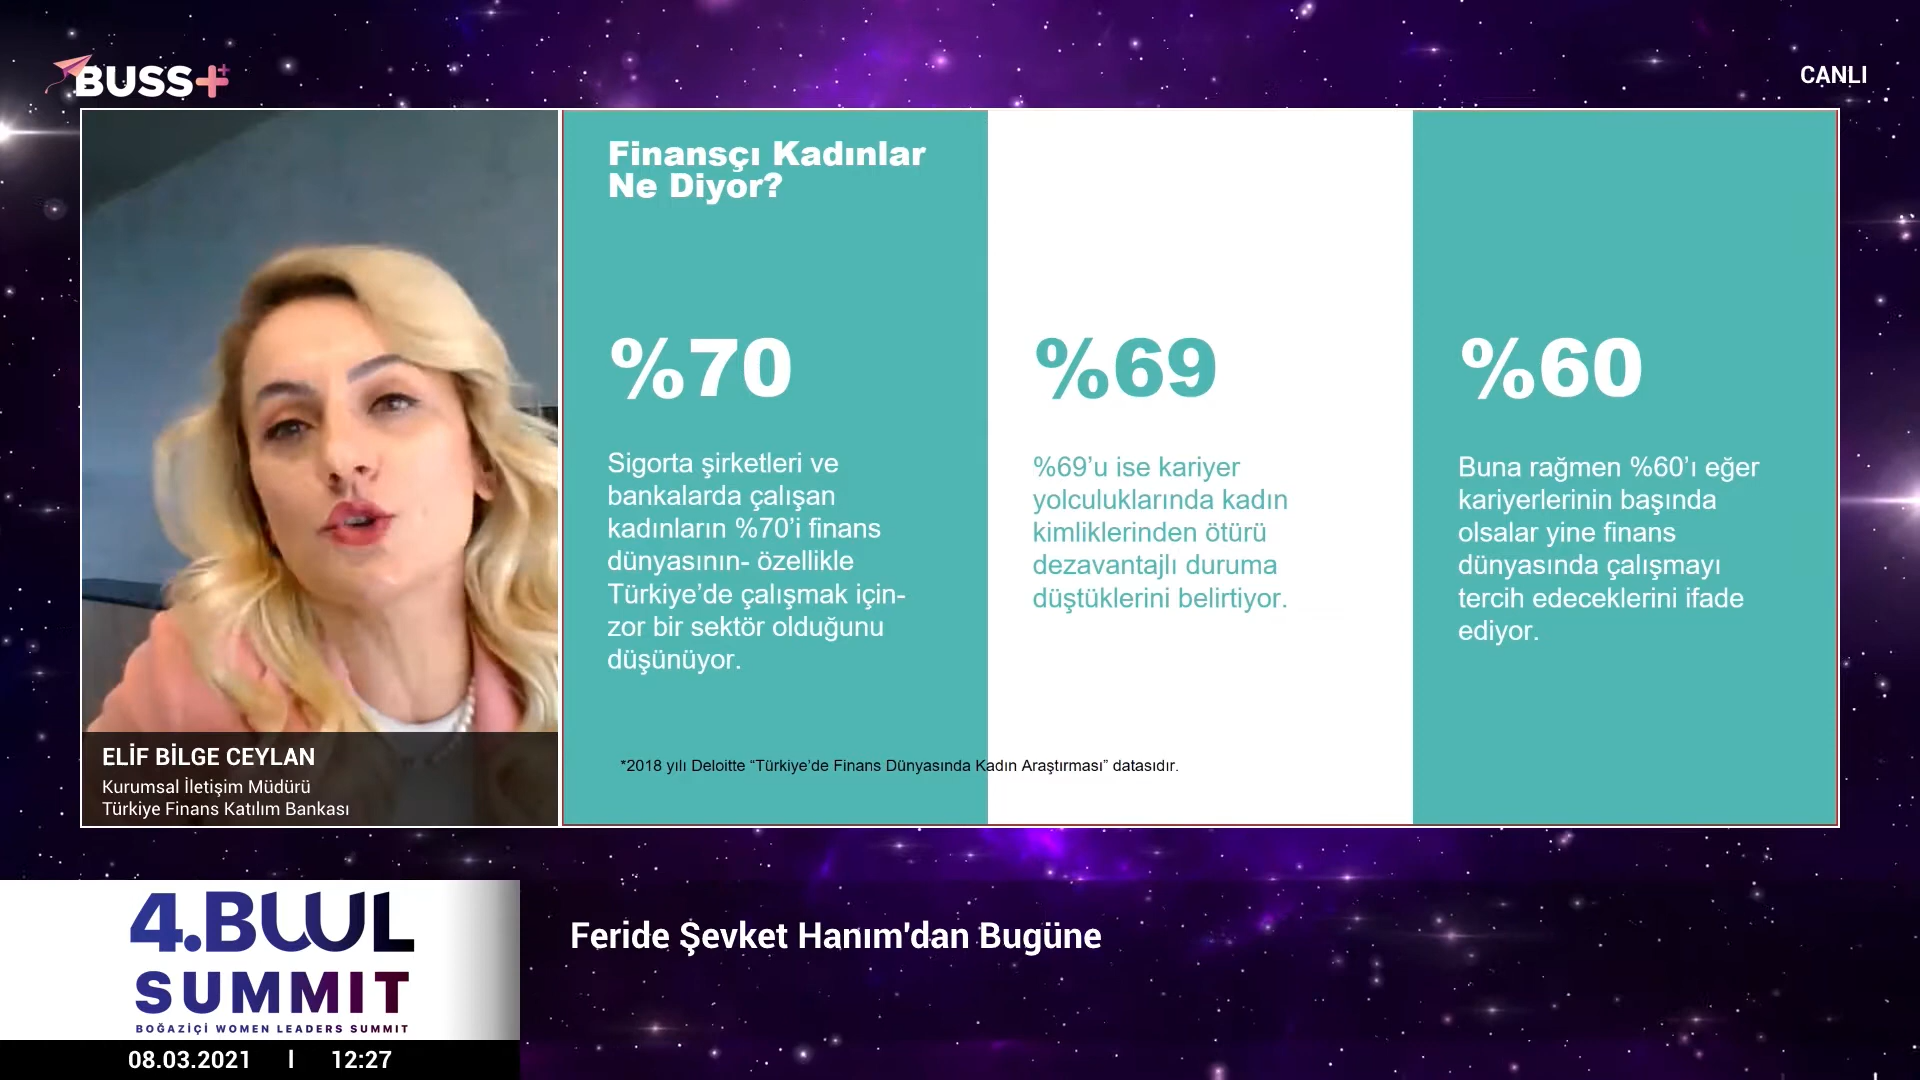 BUSS+
CANLI
Finansçı Kadınlar
Ne Diyor?
%70
Sigorta şirketleri ve
bankalarda çalışan
kadınların %70’i finans
dünyasının- özellikle
Türkiye’de çalışmak için-
zor bir sektör olduğunu
düşünüyor.
%69
%69’u ise kariyer
yolculuklarında kadın
kimliklerinden ötürü
dezavantajlı duruma
düştüklerini belirtiyor.
%60
Buna rağmen %60’ı eğer
kariyerlerinin başında
olsalar yine finans
dünyasında çalışmayı
tercih edeceklerini ifade
ediyor.
*2018 yılı Deloitte “Türkiye’de Finans Dünyasında Kadın Araştırması” datasıdır.
ELİF BİLGE CEYLAN
Kurumsal İletişim Müdürü
Türkiye Finans Katılım Bankası
4.BWL
SUMMIT
BOĞAZİÇİ WOMEN LEADERS SUMMIT
Feride Şevket Hanım'dan Bugüne
08.03.2021 | 12:27